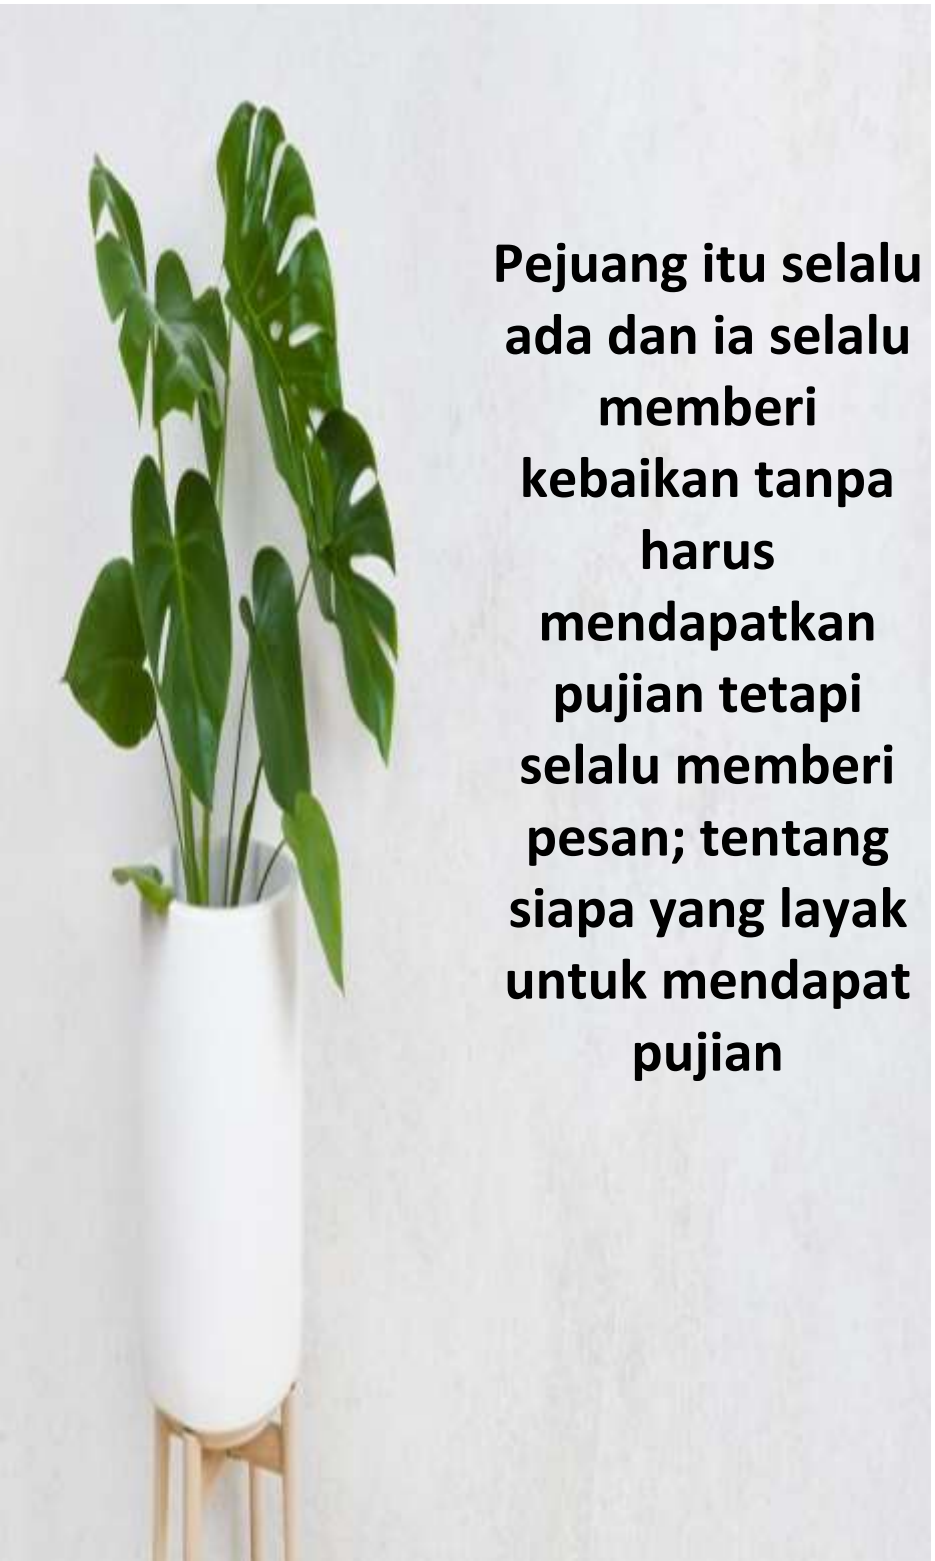 Pejuang itu selalu
ada dan ia selalu
memberi
kebaikan tanpa
harus
mendapatkan
pujian tetapi
selalu memberi
pesan; tentang
siapa yang layak
untuk mendapat
pujian